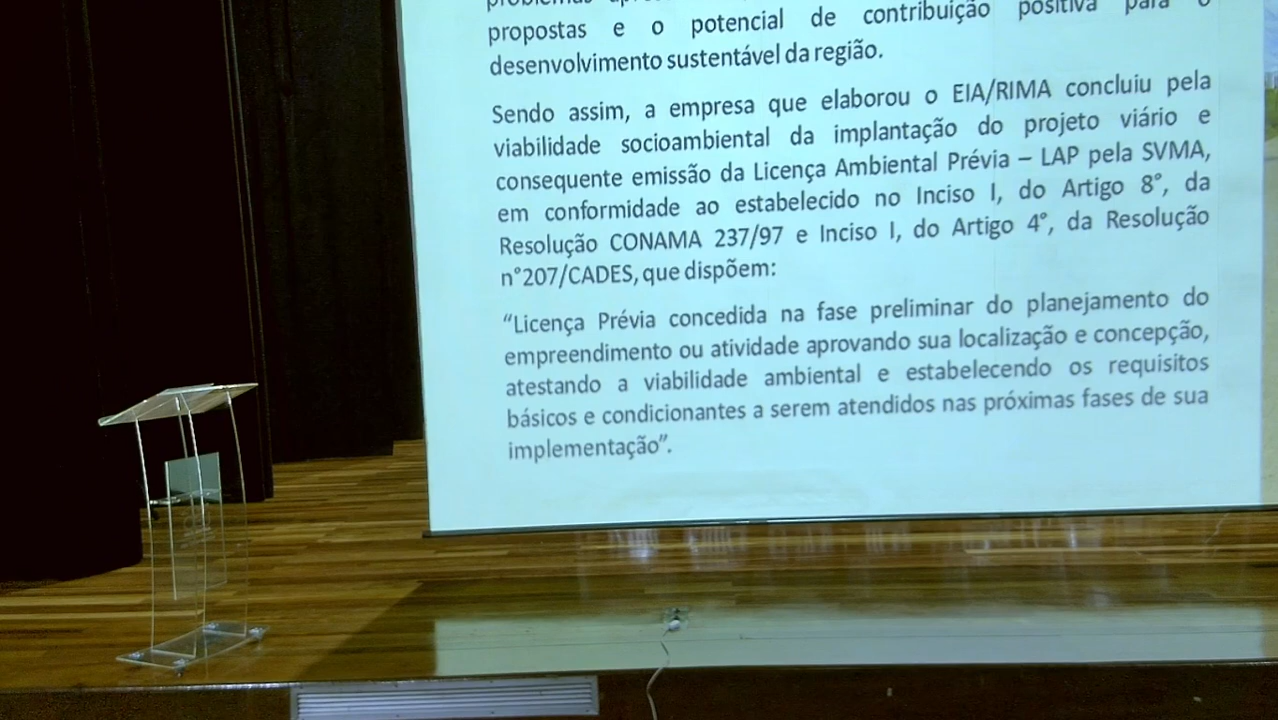 propostas e o potencial de contribuição positiva para o
desenvolvimento sustentável da região.
Sendo assim, a empresa que elaborou o EIA/RIMA concluiu pela
viabilidade socioambiental da implantação do projeto viário e
consequente emissão da Licença Ambiental Prévia – LAP pela SVMA,
em conformidade ao estabelecido no Inciso I, do Artigo 8°, da
Resolução CONAMA 237/97 e Inciso I, do Artigo 4°, da Resolução
n°207/CADES, que dispõem:
“Licença Prévia concedida na fase preliminar do planejamento do
empreendimento ou atividade aprovando sua localização e concepção,
atestando a viabilidade ambiental e estabelecendo os requisitos
básicos e condicionantes a serem atendidos nas próximas fases de sua
implementação”.